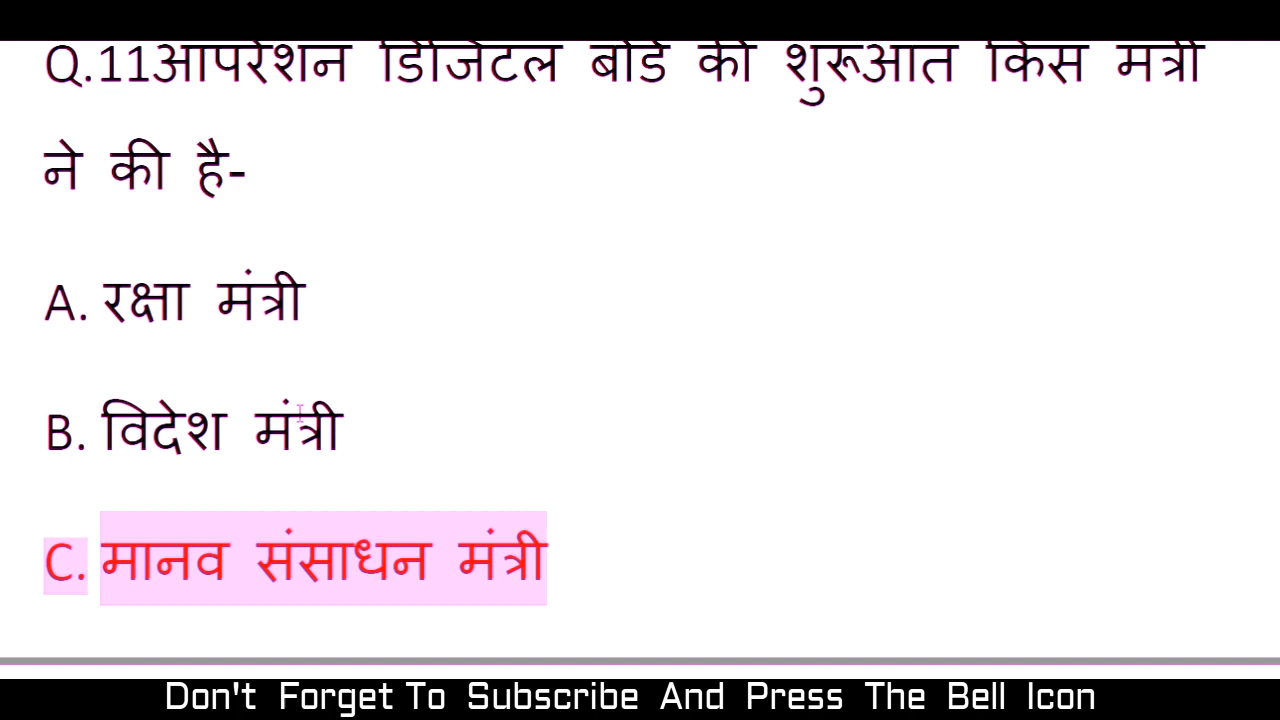 Q.11आपरेशन डिजिटल बोर्ड की शुरूआत किस मंत्री
ने की है-
A. रक्षा मंत्री
B. विदेश मंत्री
C. मानव संसाधन मंत्री
Don't Forget To Subscribe And Press The Bell Icon